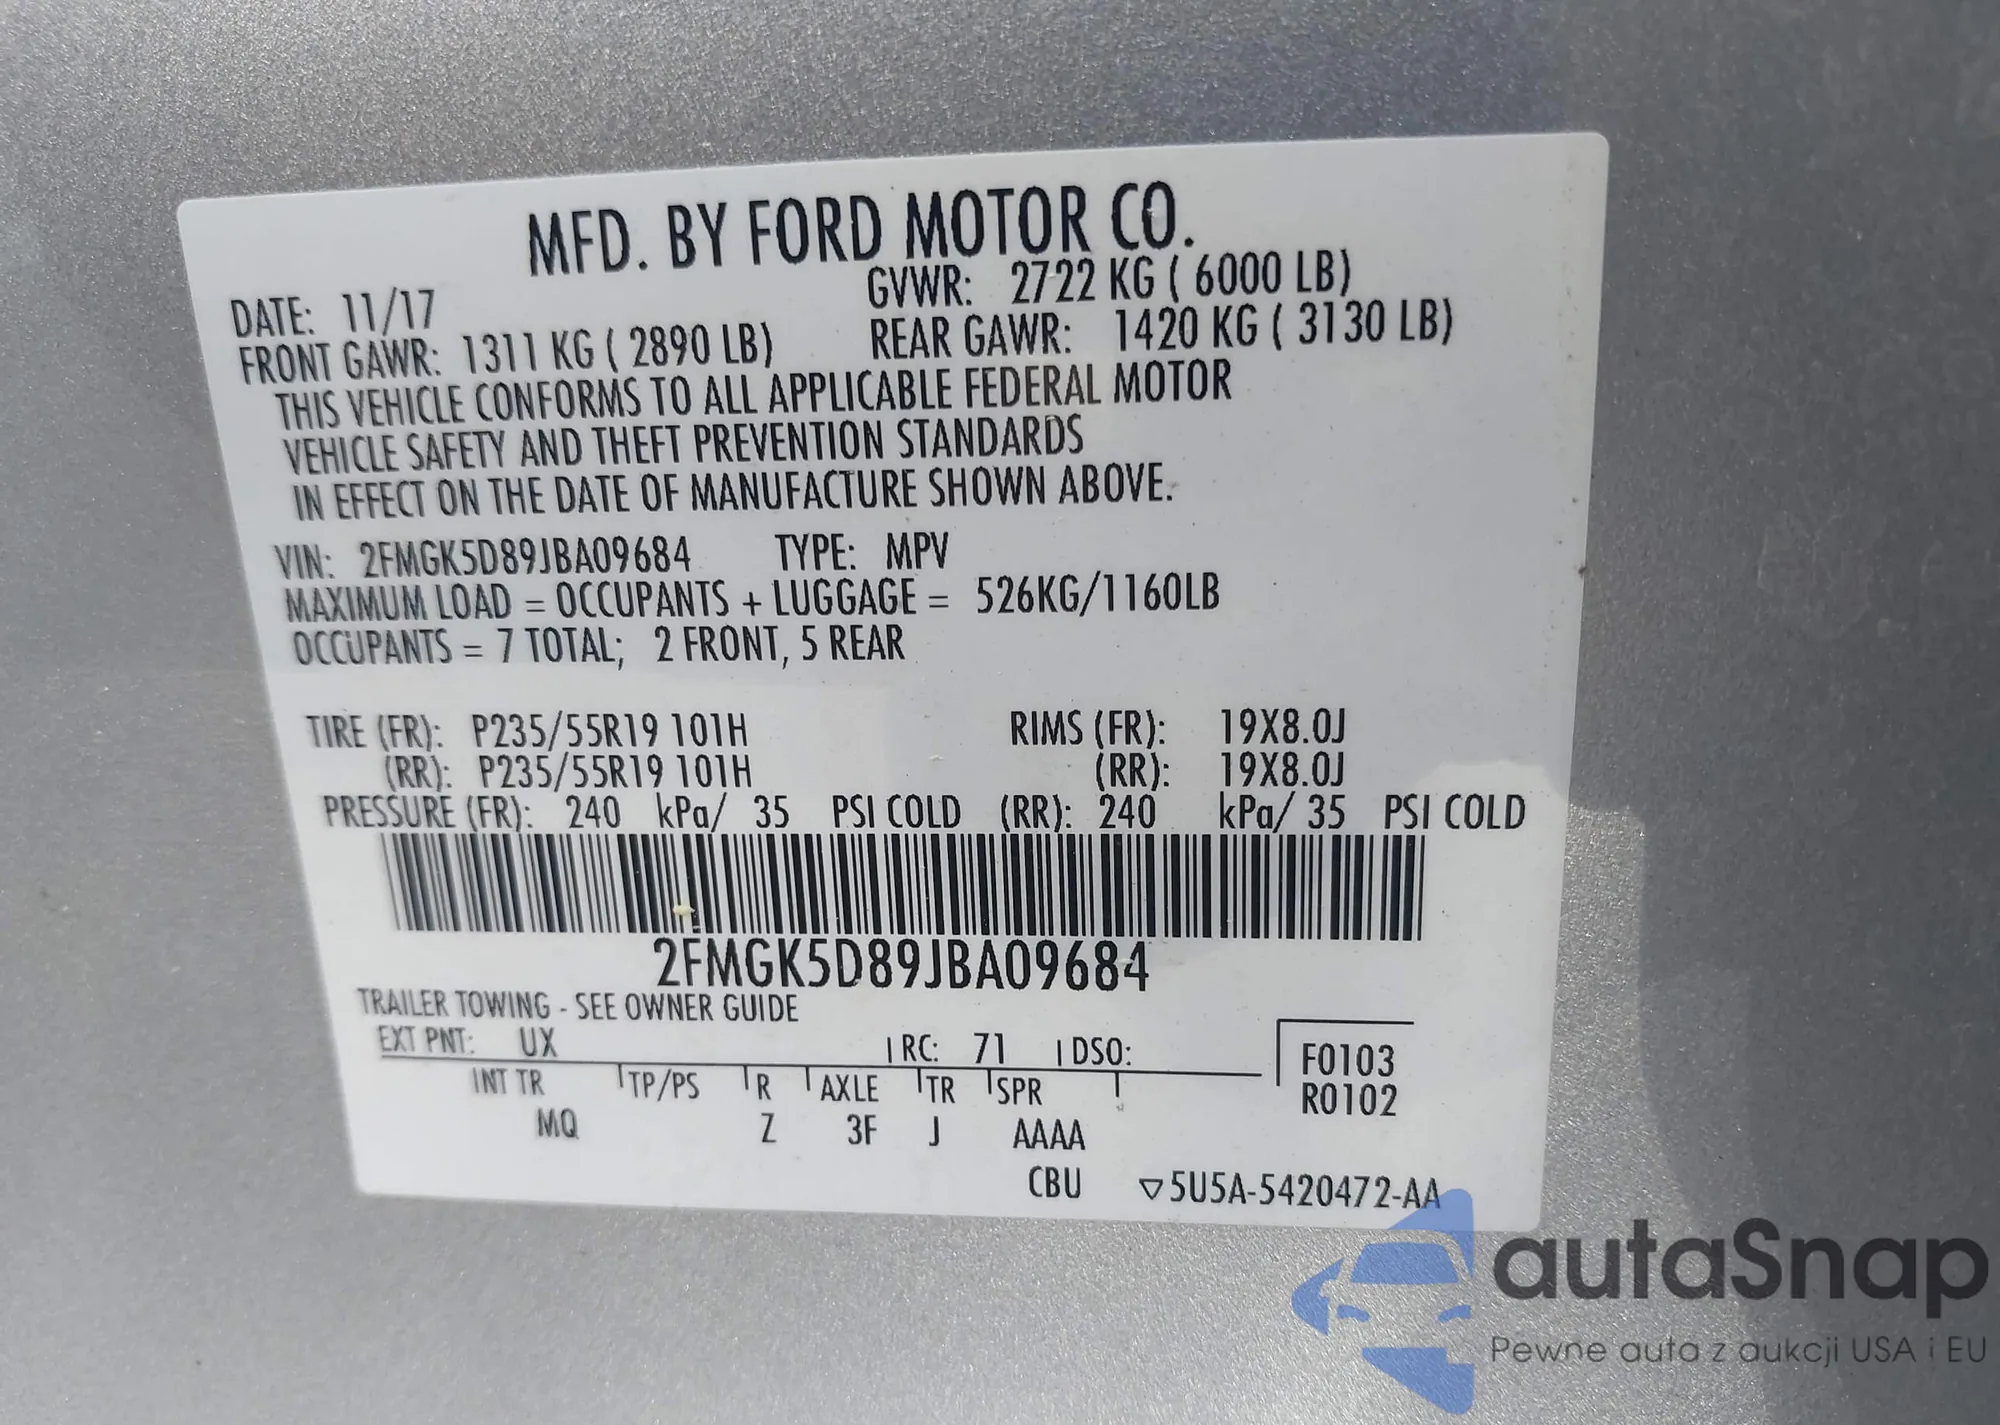 MFD. BY FORD MOTOR CO.
DATE: 11/17 GVWR: 2722 KG ( 6000 LB)
FRONT GAWR: 1311 KG ( 2890 LB) REAR GAWR: 1420 KG ( 3130 LB)
THIS VEHICLE CONFORMS TO ALL APPLICABLE FEDERAL MOTOR
VEHICLE SAFETY AND THEFT PREVENTION STANDARDS
IN EFFECT ON THE DATE OF MANUFACTURE SHOWN ABOVE.
VIN: 2FMGK5D89JBA09684 TYPE: MPV
MAXIMUM LOAD = OCCUPANTS + LUGGAGE = 526KG/1160LB
OCCUPANTS = 7 TOTAL; 2 FRONT, 5 REAR
TIRE (FR): P235/55R19 101H RIMS (FR): 19X8.0J
(RR): P235/55R19 101H (RR): 19X8.0J
PRESSURE (FR): 240 kPa/ 35 PSI COLD (RR): 240 kPa/ 35 PSI COLD
2FMGK5D89JBA09684
TRAILER TOWING - SEE OWNER GUIDE
EXT PNT: UX RC: 71 DSO: F0103
INT TR TP/PS R AXLE TR SPR R0102
MQ Z 3F J AAAA
CBU ▽5U5A-5420472-AA
autaSnap
Pewne auta z aukcji USA i EU